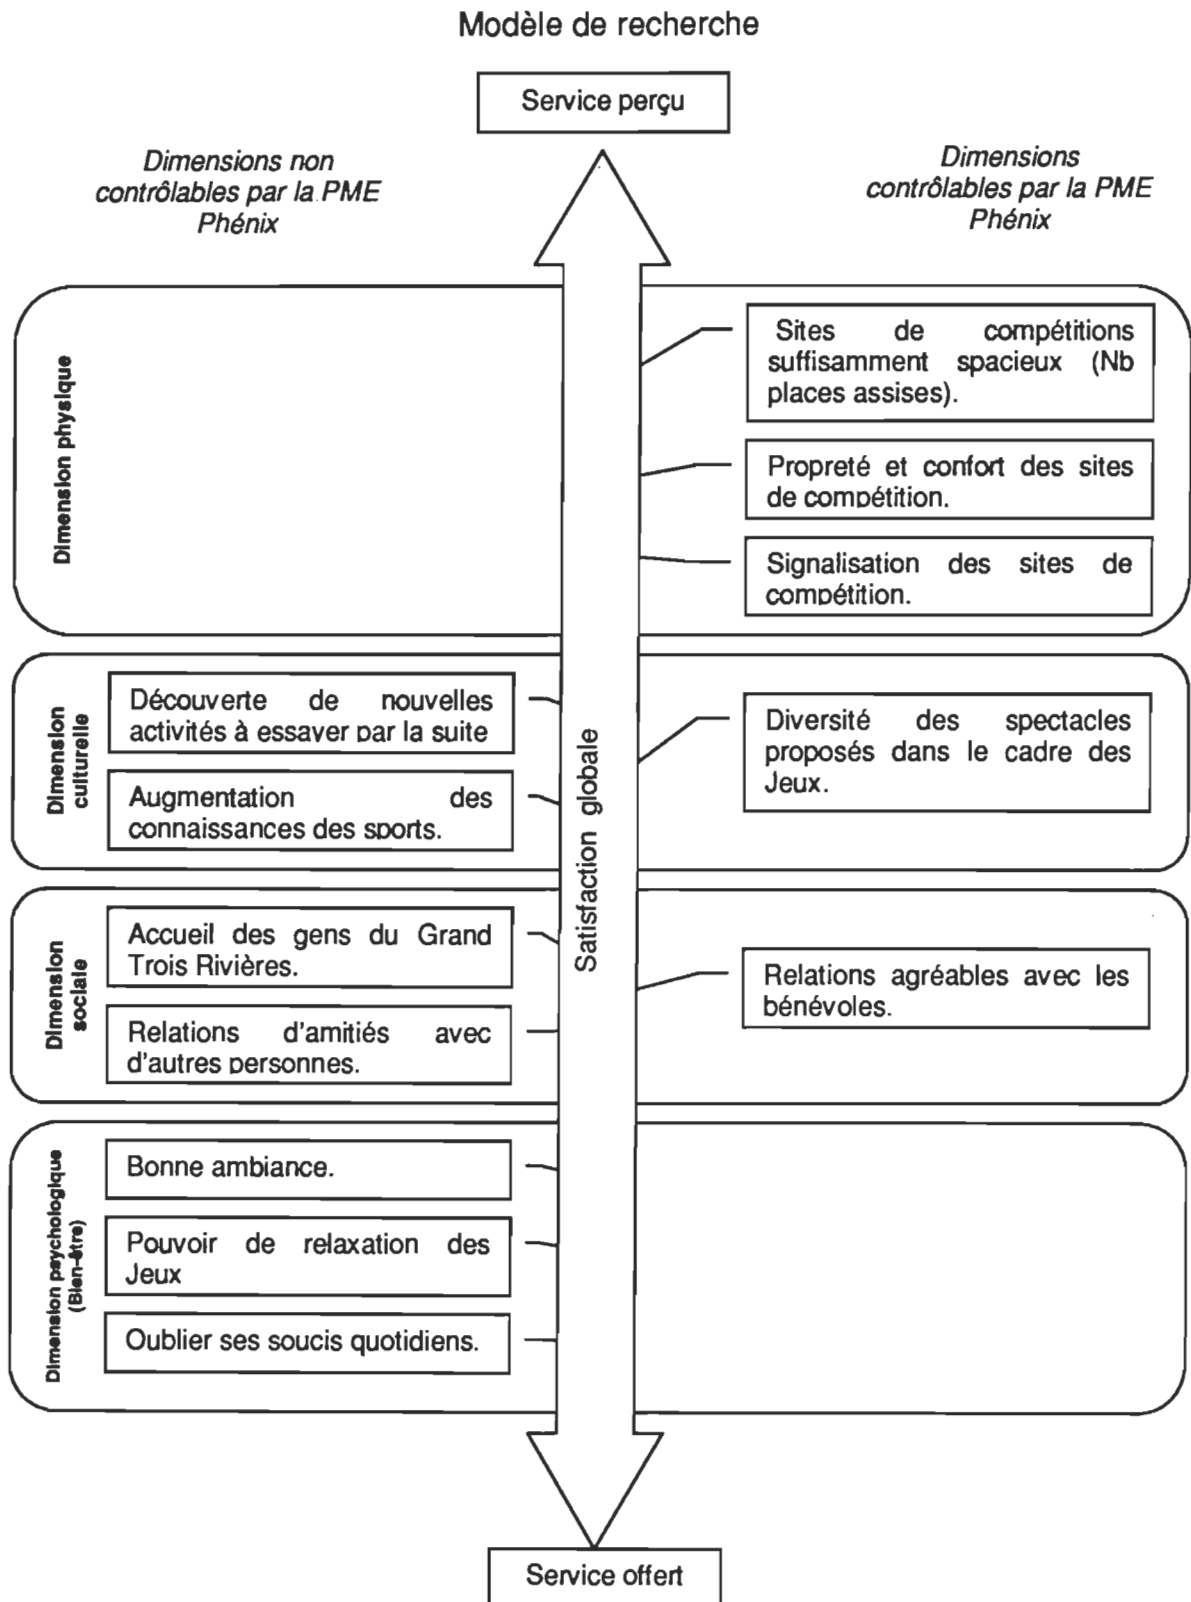 Modèle de recherche
Service perçu
Dimensions non
contrôlables par la PME
Phénix
Dimensions
contrôlables par la PME
Phénix
Dimension physique
Sites de compétitions
suffisamment spacieux (Nb
places assises).
Propreté et confort des sites
de compétition.
Signalisation des sites de
compétition.
Dimension
culturelle
Découverte de nouvelles
activités à essayer par la suite
Augmentation des
connaissances des sports.
Diversité des spectacles
proposés dans le cadre des
Jeux.
Satisfaction globale
Dimension
sociale
Accueil des gens du Grand
Trois Rivières.
Relations d'amitiés avec
d'autres personnes.
Relations agréables avec les
bénévoles.
Dimension psychologique
(Bien-être)
Bonne ambiance.
Pouvoir de relaxation des
Jeux
Oublier ses soucis quotidiens.
Service offert